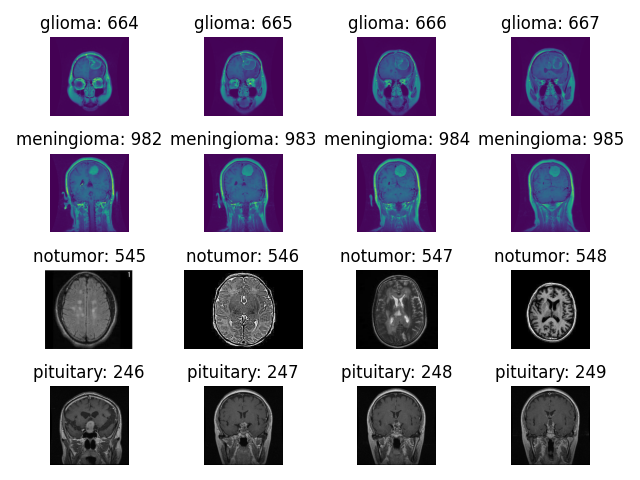 glioma: 664 glioma: 665 glioma: 666 glioma: 667
meningioma: 982 meningioma: 983 meningioma: 984 meningioma: 985
notumor: 545 notumor: 546 notumor: 547 notumor: 548
pituitary: 246 pituitary: 247 pituitary: 248 pituitary: 249